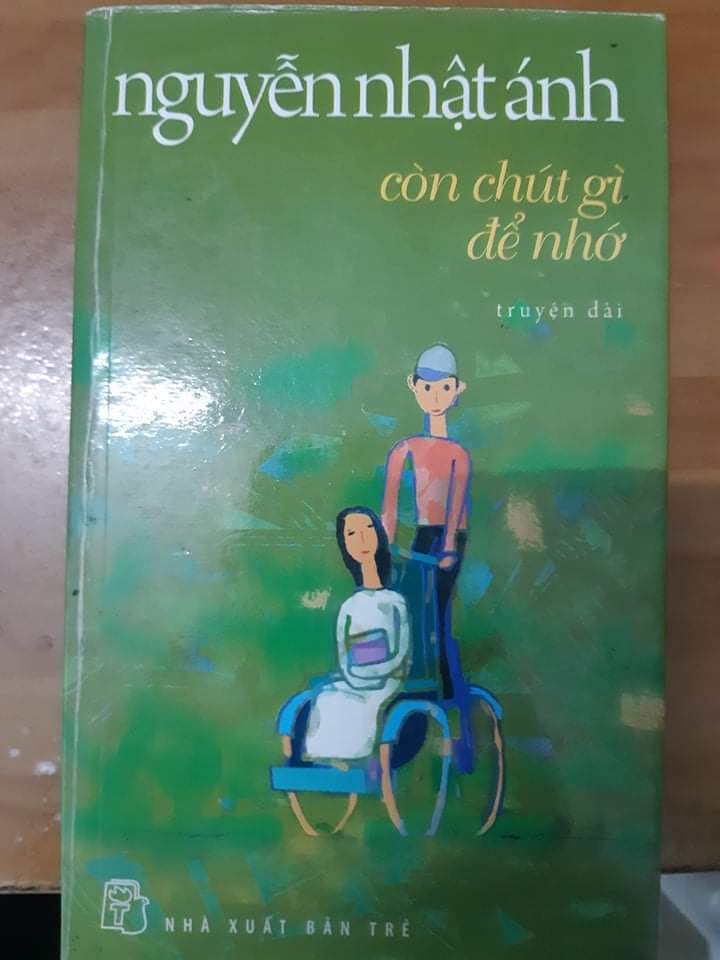 nguyễn nhật ánh
còn chút gì
để nhớ
truyện dài
T
NHÀ XUẤT BẢN TRẺ